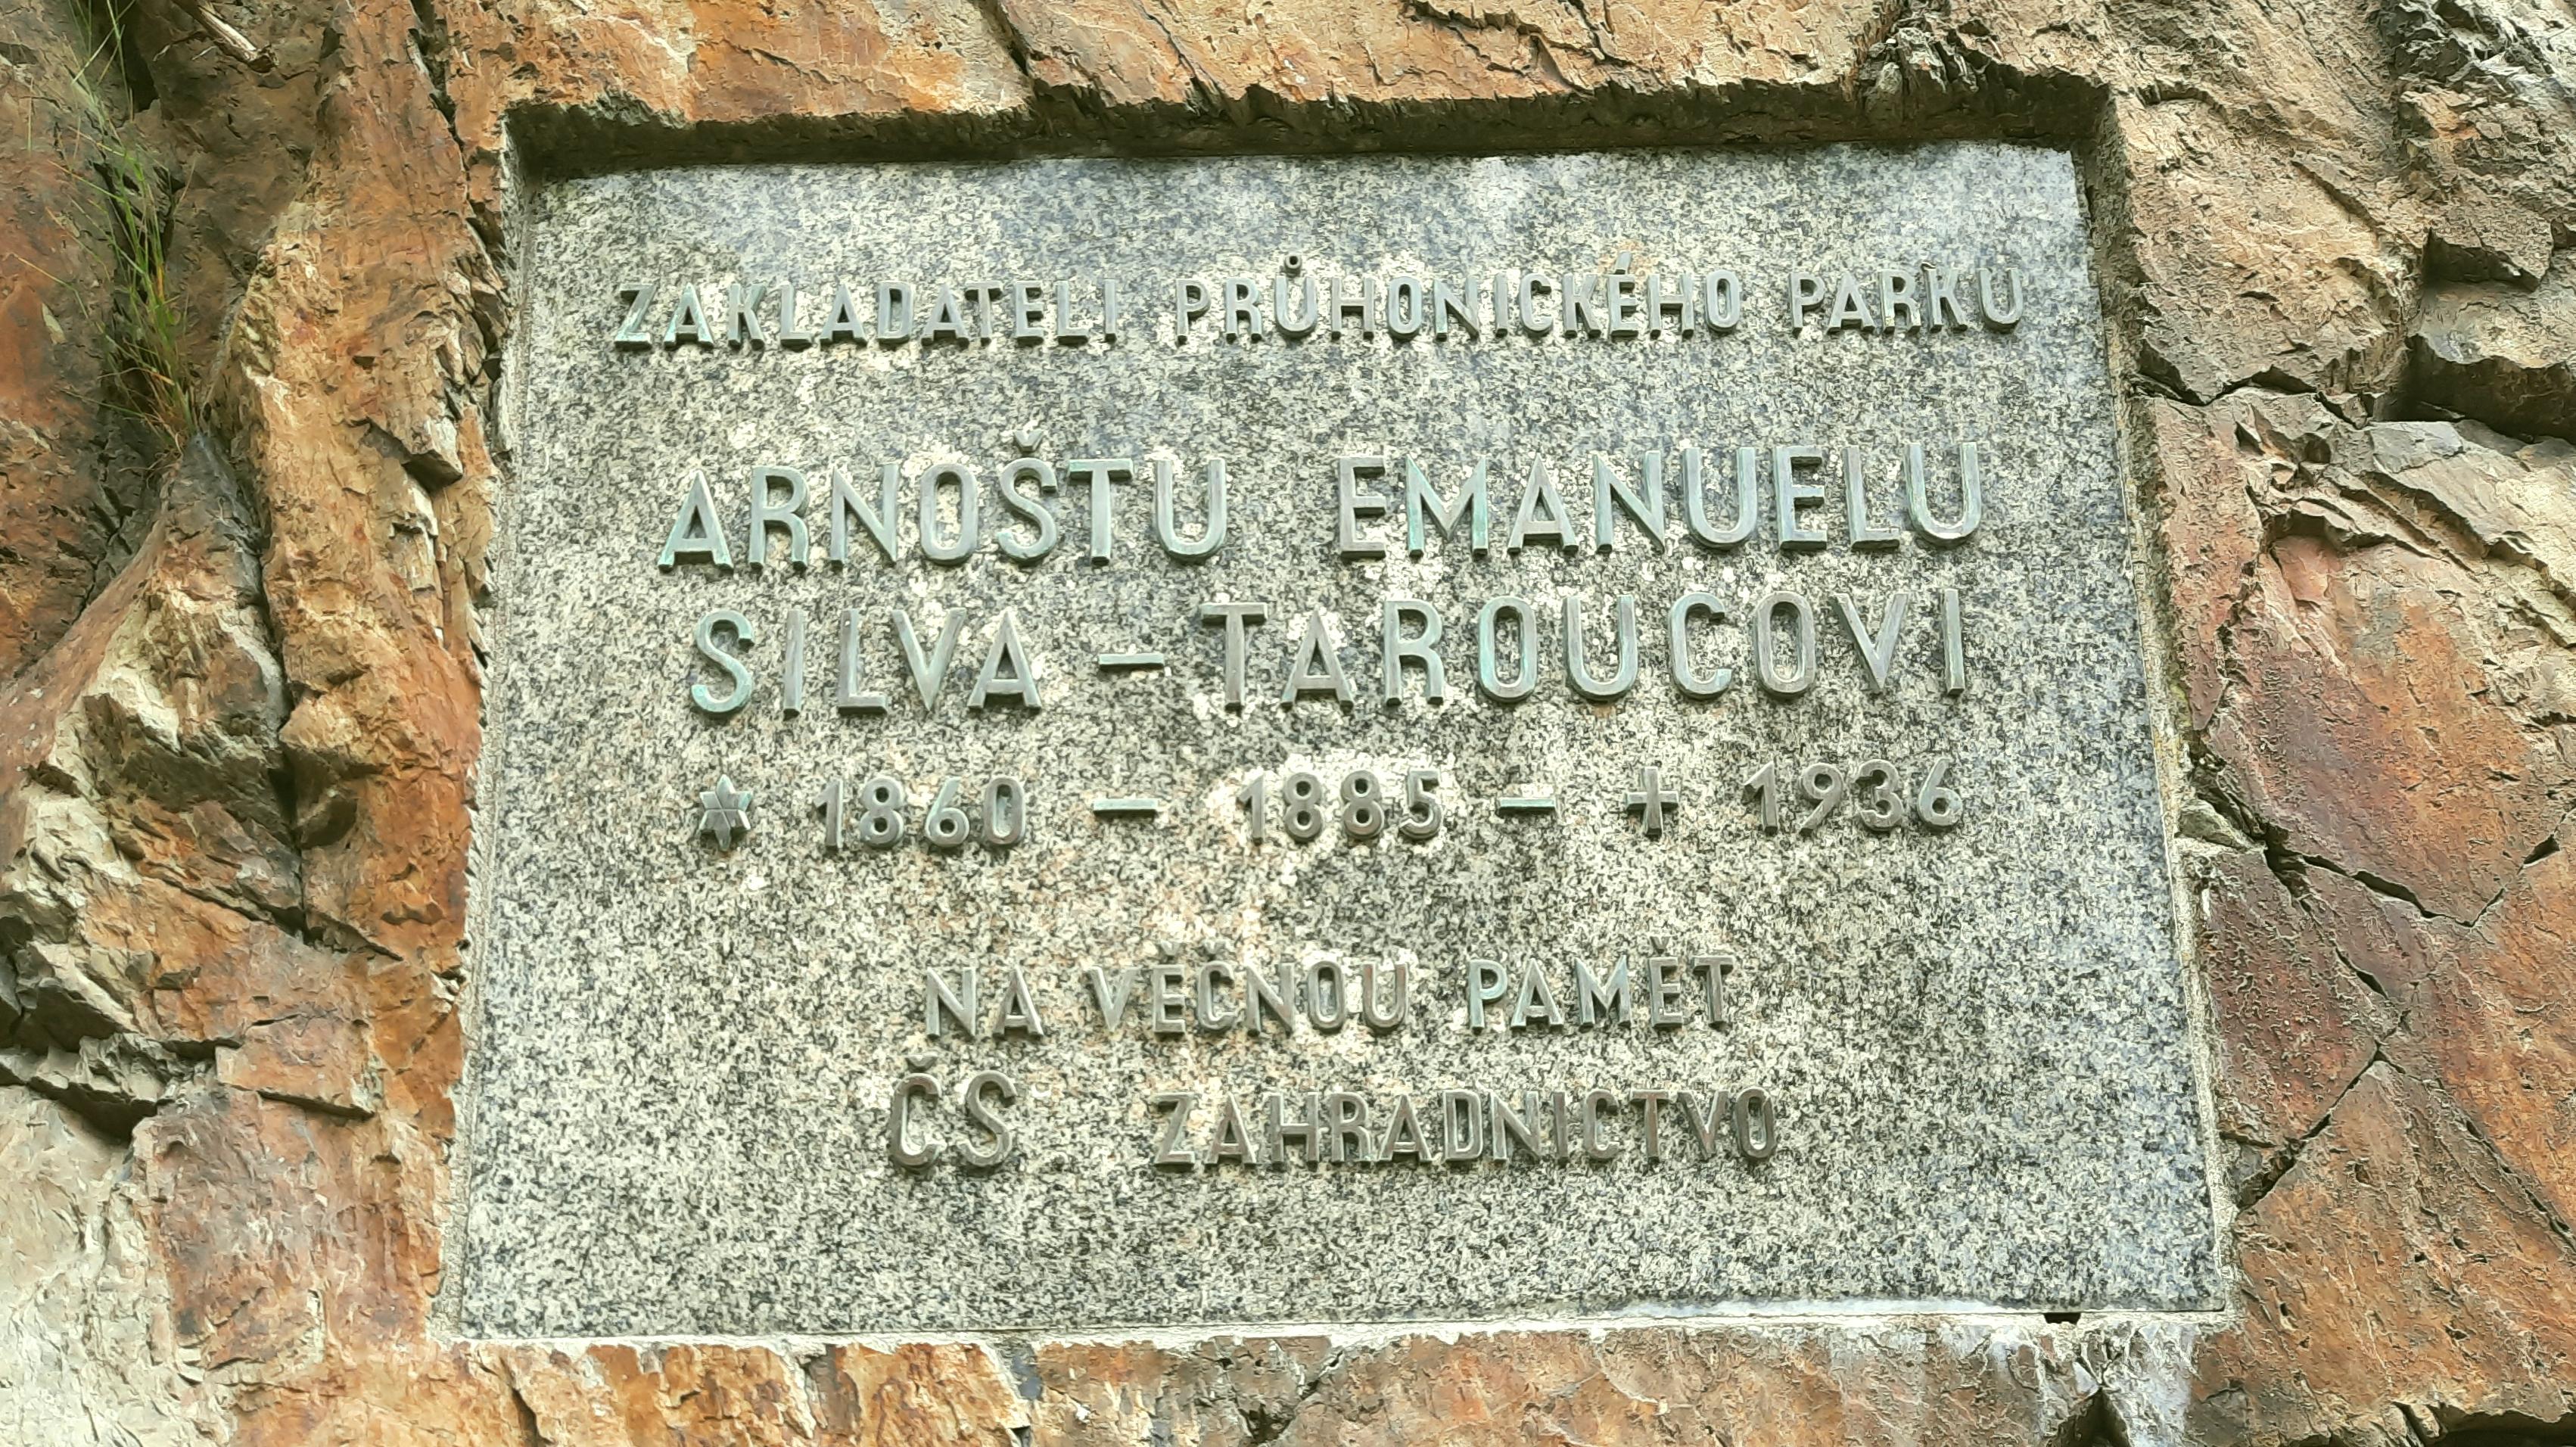 ZAKLADATELI PRŮHONICKÉHO PARKU
ARNOŠTU EMANUELU
SILVA – TAROUCOVI
✶ 1860 – 1885 – + 1936
NA VĚČNOU PAMĚT
ČS ZAHRADNICTVO